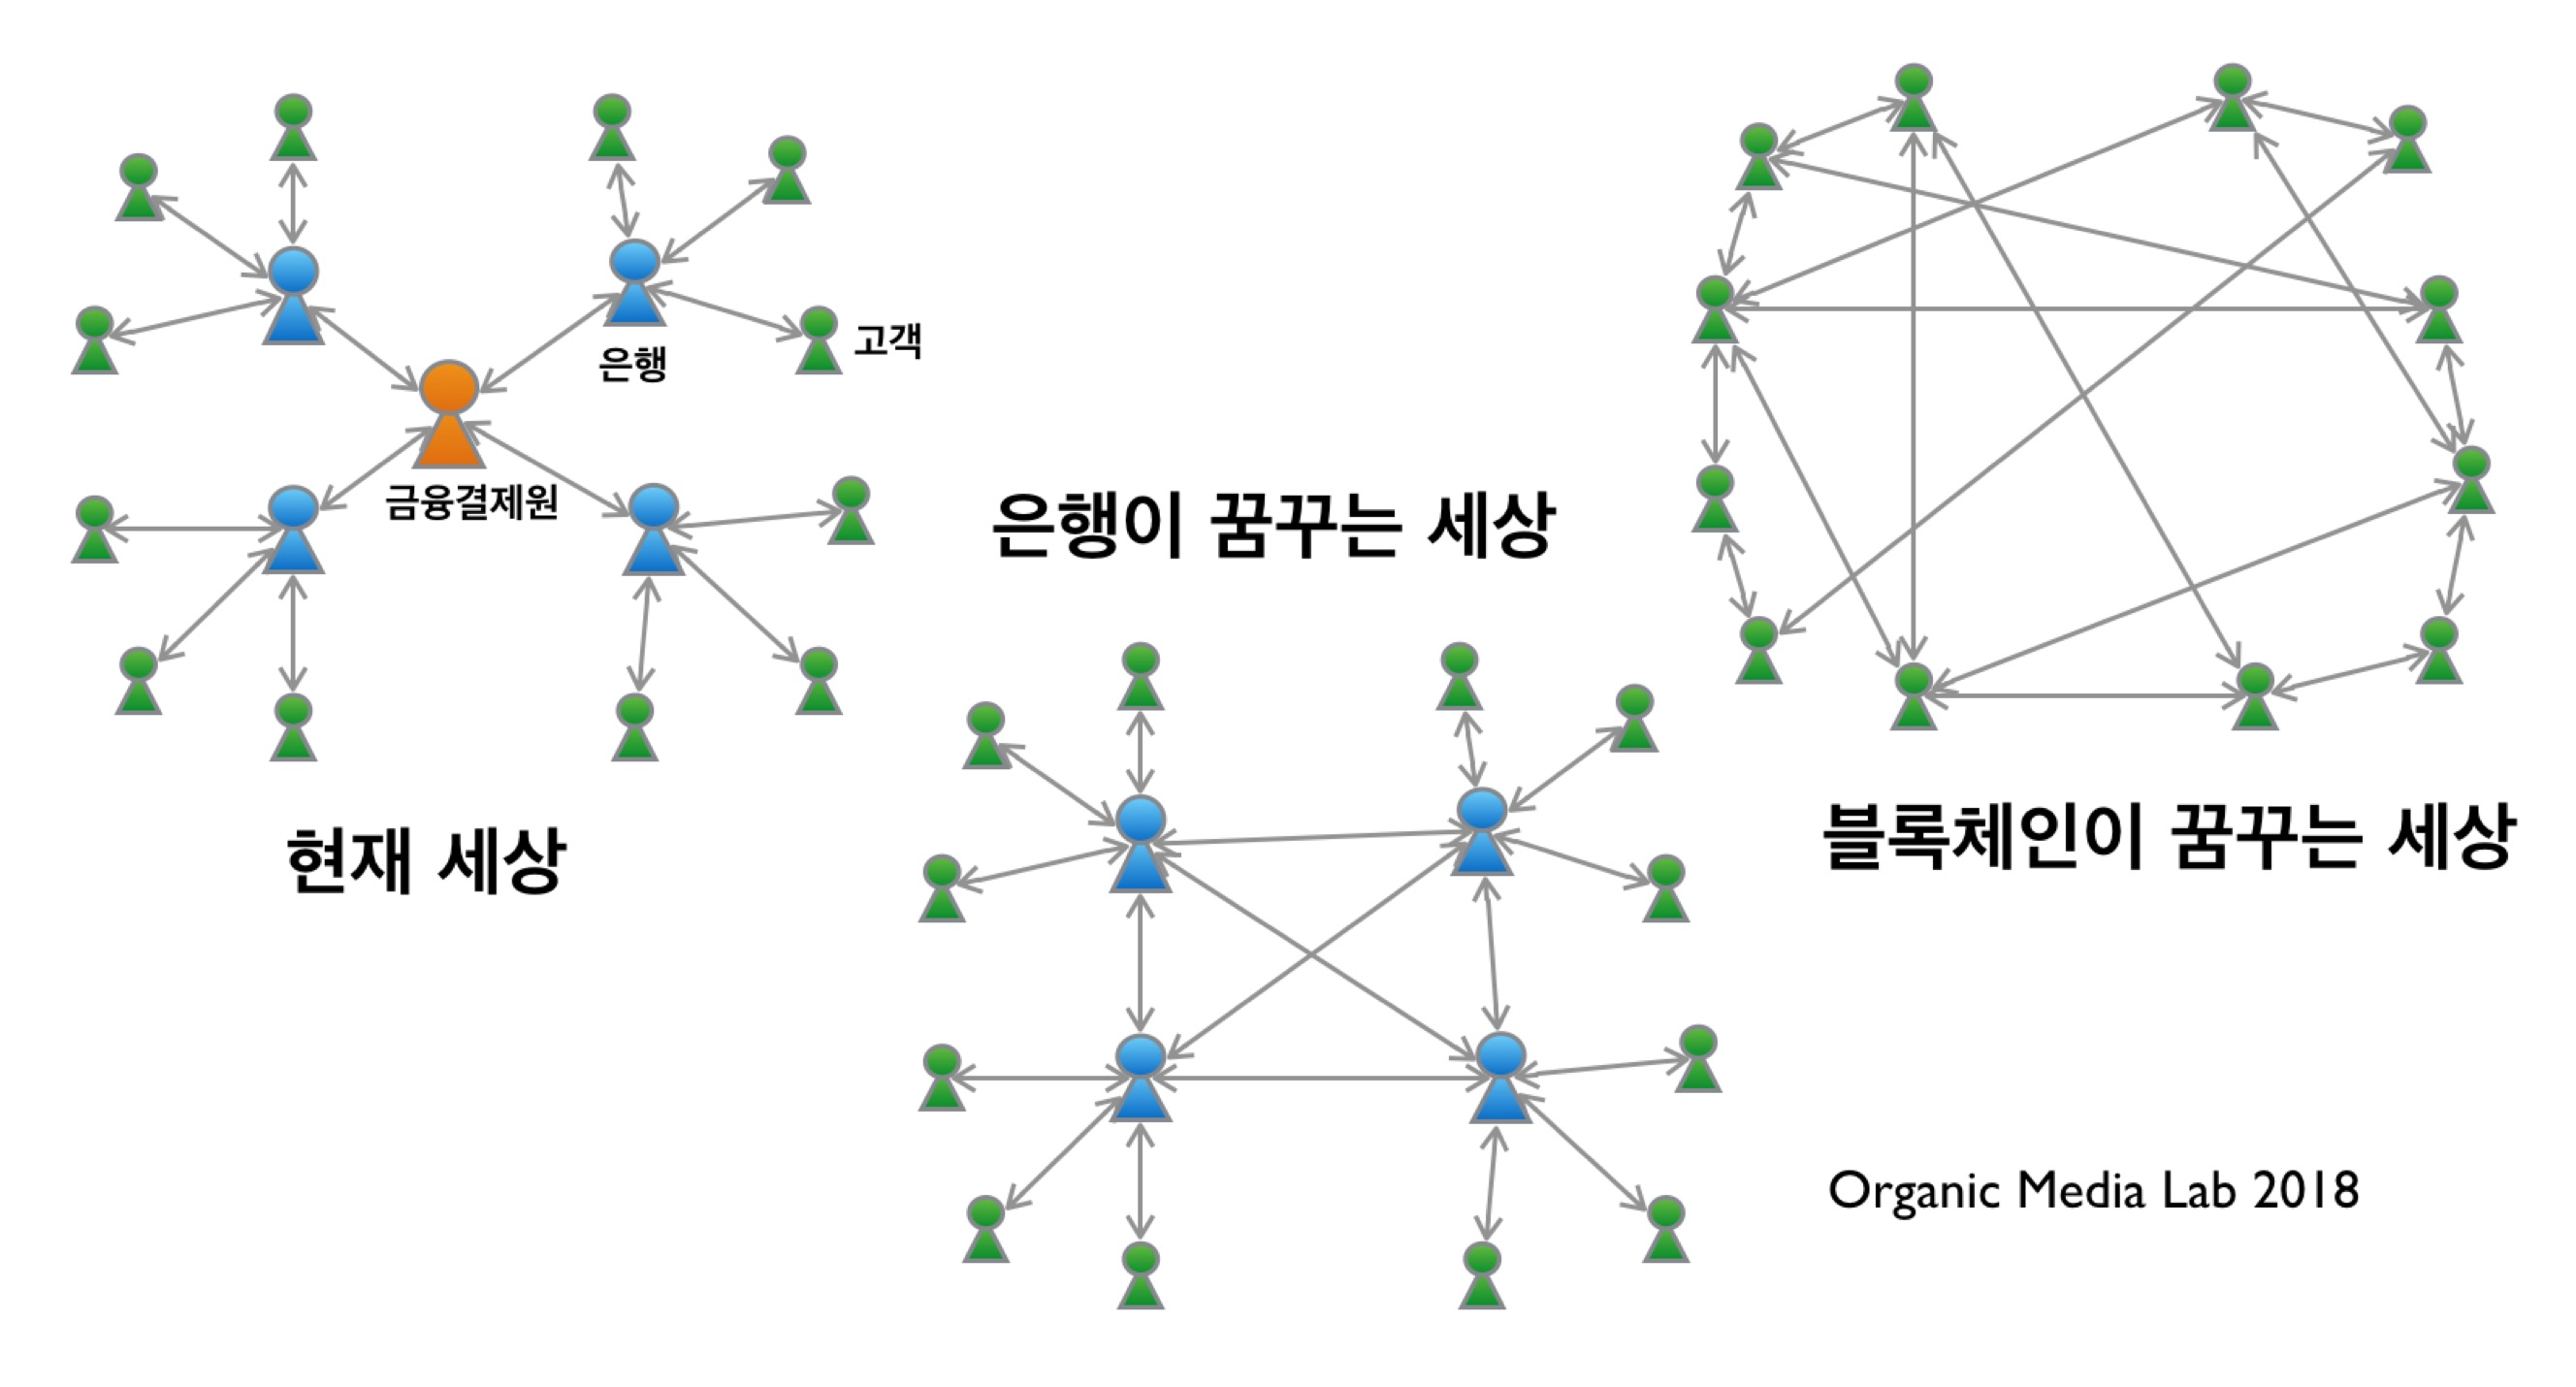 고객
은행
금융결제원
현재 세상
은행이 꿈꾸는 세상
블록체인이 꿈꾸는 세상
Organic Media Lab 2018